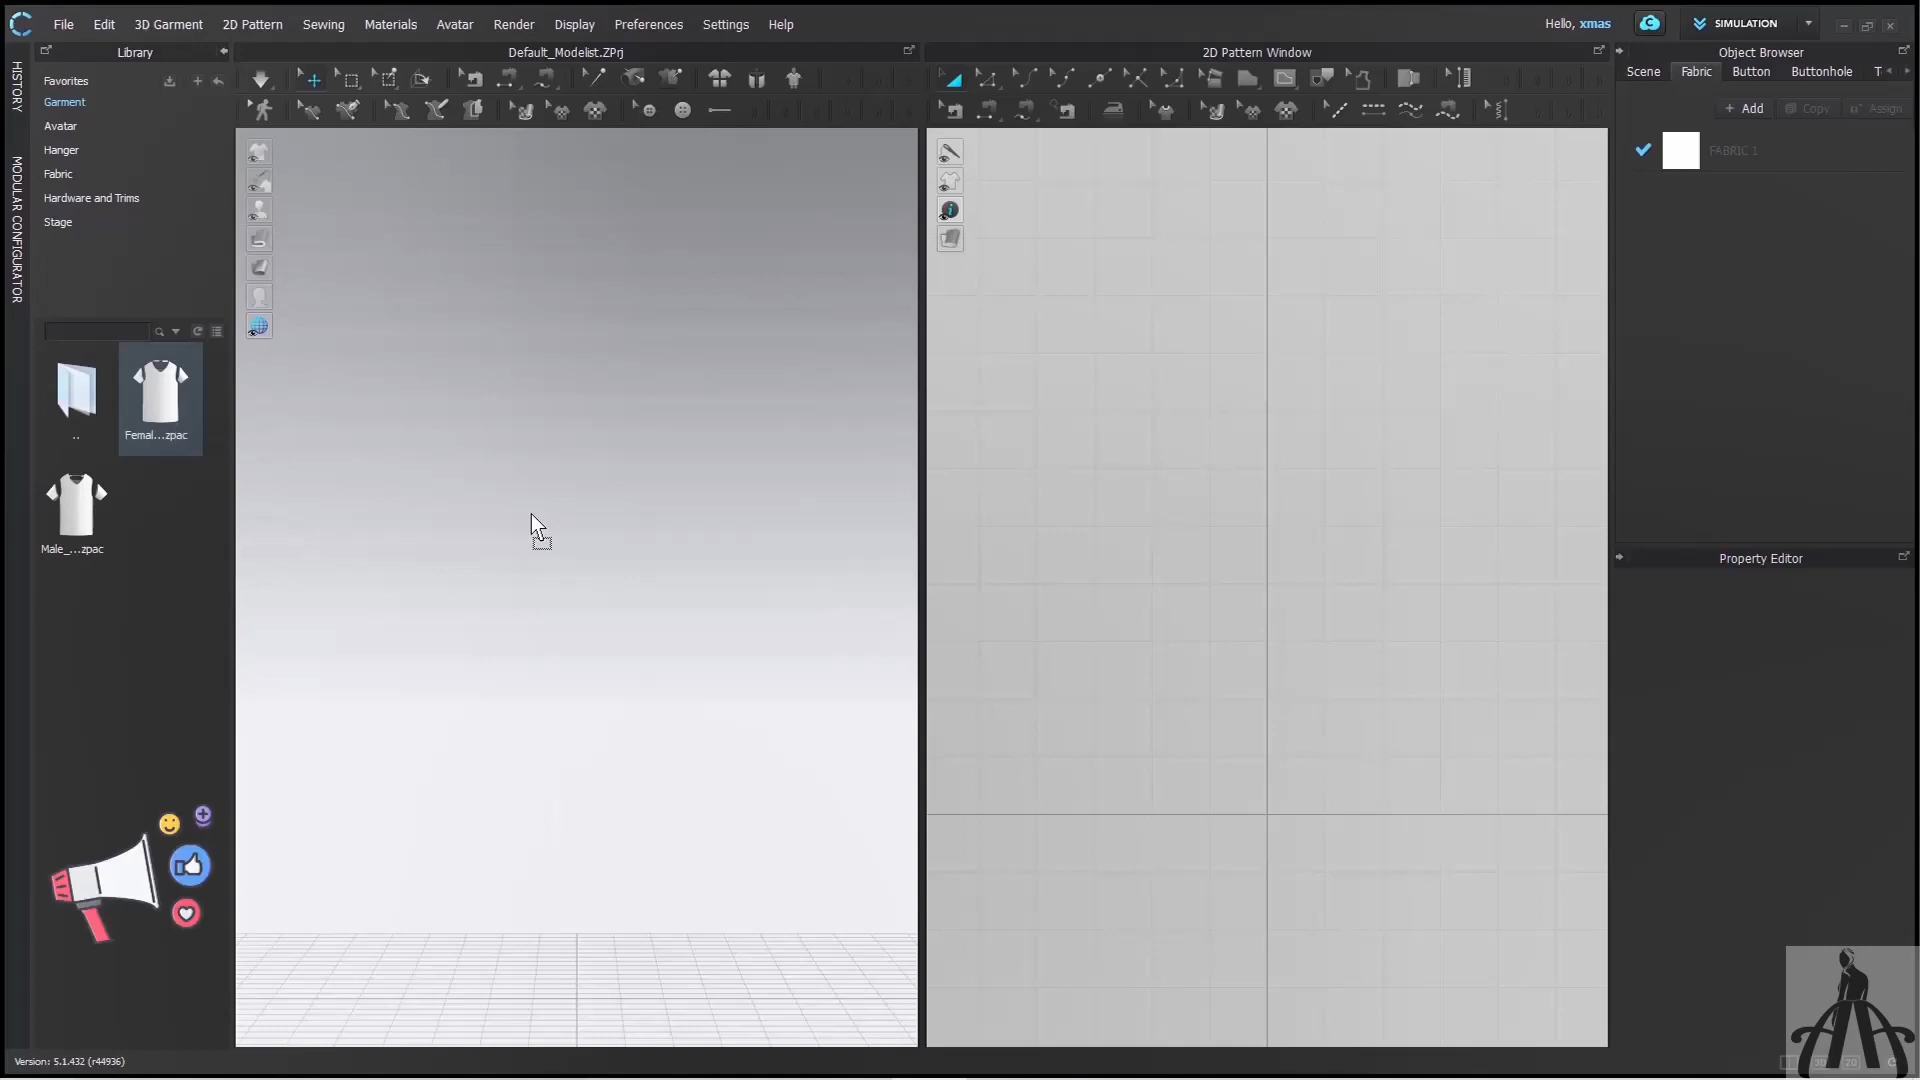 File Edit 3D Garment 2D Pattern Sewing Materials Avatar Render Display Preferences Settings Help
Hello, xmas
SIMULATION
Library
Default_Modelist.ZPrj
2D Pattern Window
Object Browser
HISTORY
MODULAR CONFIGURATOR
Favorites
Garment
Avatar
Hanger
Fabric
Hardware and Trims
Stage
..
Femal...zpac
Male_...zpac
Scene Fabric Button Buttonhole T
+ Add Copy Assign
FABRIC 1
Property Editor
Version: 5.1.432 (r44936)